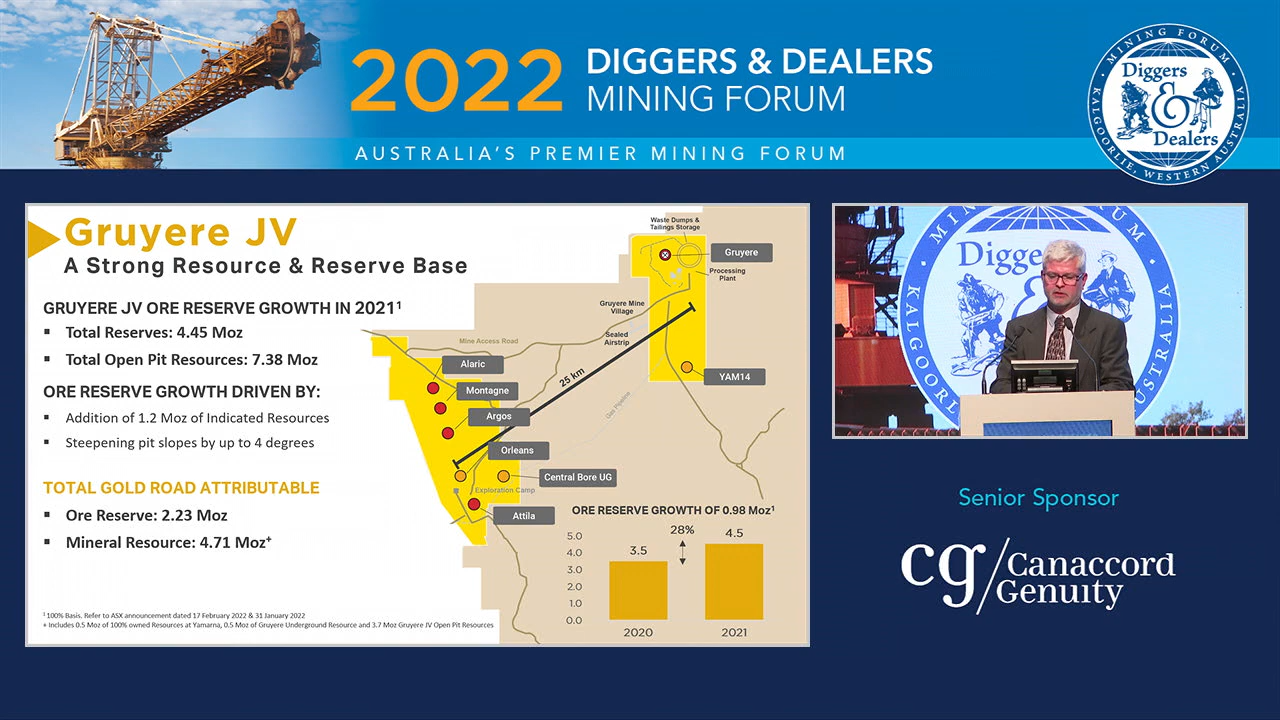 2022
DIGGERS & DEALERS
MINING FORUM
AUSTRALIA'S PREMIER MINING FORUM
MINING FORUM
Diggers
&
Dealers
KALGOORLIE, WESTERN AUSTRALIA
Gruyere JV
A Strong Resource & Reserve Base
GRUYERE JV ORE RESERVE GROWTH IN 2021¹
▪ Total Reserves: 4.45 Moz
▪ Total Open Pit Resources: 7.38 Moz
ORE RESERVE GROWTH DRIVEN BY:
▪ Addition of 1.2 Moz of Indicated Resources
▪ Steepening pit slopes by up to 4 degrees
TOTAL GOLD ROAD ATTRIBUTABLE
▪ Ore Reserve: 2.23 Moz
▪ Mineral Resource: 4.71 Moz⁺
¹ 100% Basis. Refer to ASX announcement dated 17 February 2022 & 31 January 2022
+ Includes 0.5 Moz of 100% owned Resources at Yamarna, 0.5 Moz of Gruyere Underground Resource and 3.7 Moz Gruyere JV Open Pit Resources
Waste Dumps &
Tailings Storage
Gruyere
Processing
Plant
Gruyere Mine
Village
Sealed
Airstrip
Mine Access Road
Alaric
25 km
YAM14
Montagne
Argos
Gas Pipeline
Orleans
Central Bore UG
Exploration Camp
Attila
ORE RESERVE GROWTH OF 0.98 Moz¹
28%
5.0
4.0
3.0
2.0
1.0
0.0
3.5
4.5
2020
2021
Digge
Senior Sponsor
cg/Canaccord
Genuity